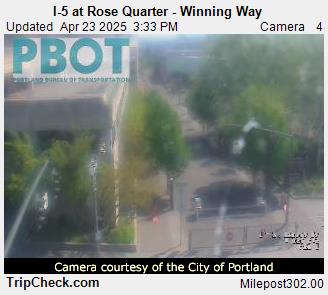 I-5 at Rose Quarter - Winning Way
Updated Apr 23 2025 3:33 PM Camera 4
PBOT
PORTLAND BUREAU OF TRANSPORTATION
Camera courtesy of the City of Portland
TripCheck.com Milepost302.00